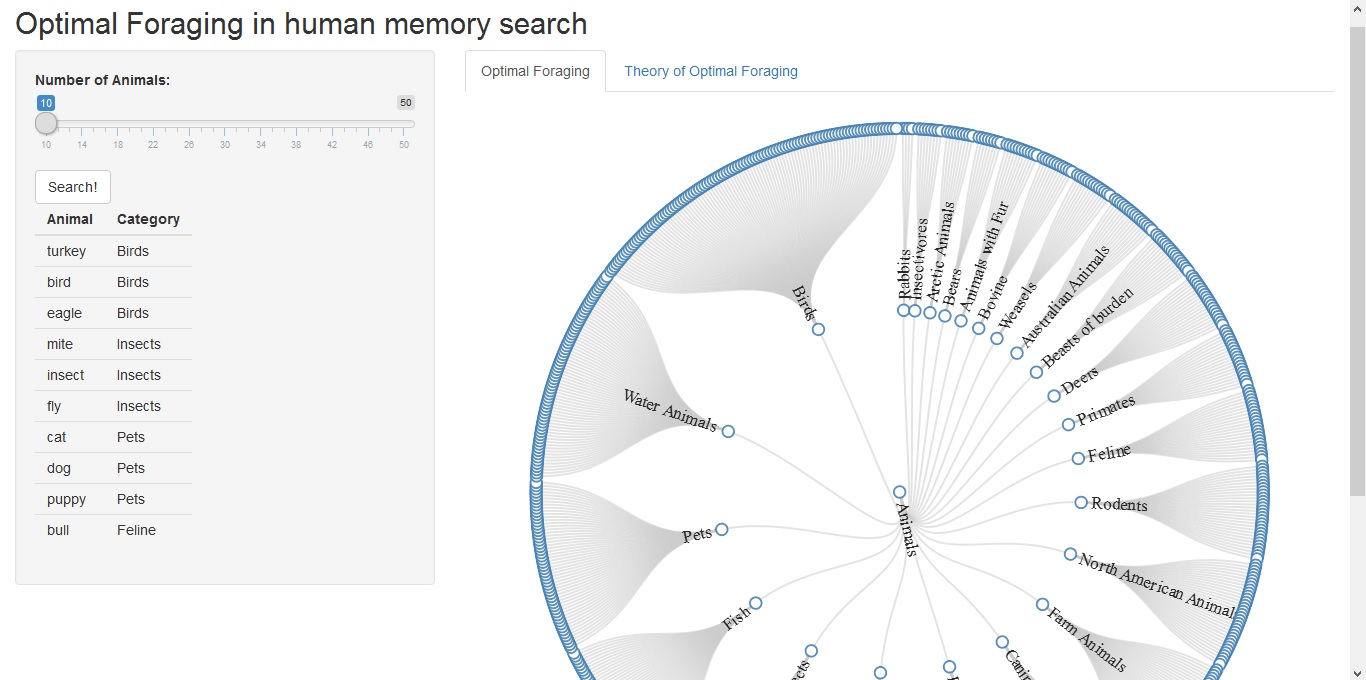 Optimal Foraging in human memory search
Number of Animals:
10 50
10 14 18 22 26 30 34 38 42 46 50
Search!
Animal Category
turkey Birds
bird Birds
eagle Birds
mite Insects
insect Insects
fly Insects
cat Pets
dog Pets
puppy Pets
bull Feline
Optimal Foraging Theory of Optimal Foraging
Rabbits
Insectivores
Arctic Animals
Bears
Animals with Fur
Bovine
Weasels
Australian Animals
Beasts of burden
Deers
Primates
Feline
Rodents
North American Animal
Farm Animals
Birds
Water Animals
Pets
Fish
Animals